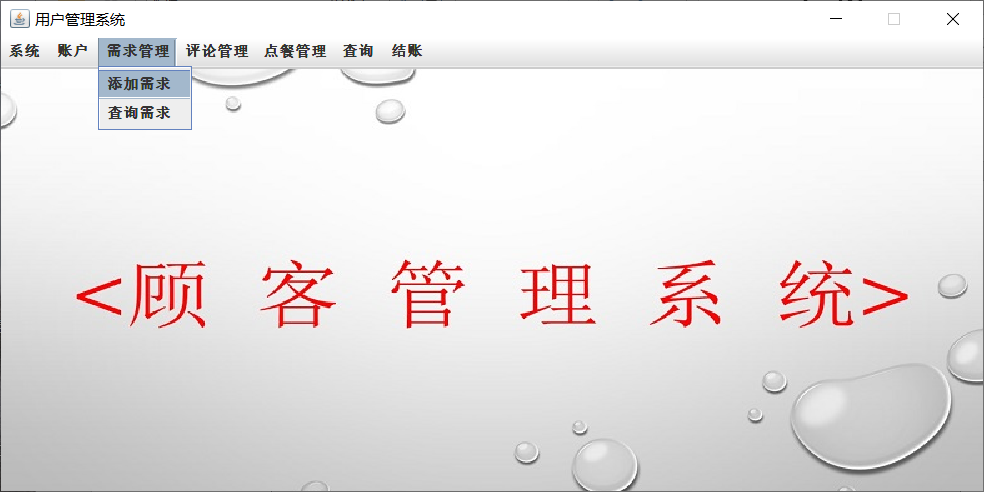 用户管理系统
系统 账户 需求管理 评论管理 点餐管理 查询 结账
添加需求
查询需求
<顾 客 管 理 系 统>